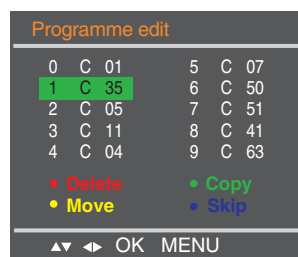 Programme edit
0 C 01 5 C 07
1 C 35 6 C 50
2 C 05 7 C 51
3 C 11 8 C 41
4 C 04 9 C 63
• Delete • Copy
• Move • Skip
▲▼ ◀▶ OK MENU